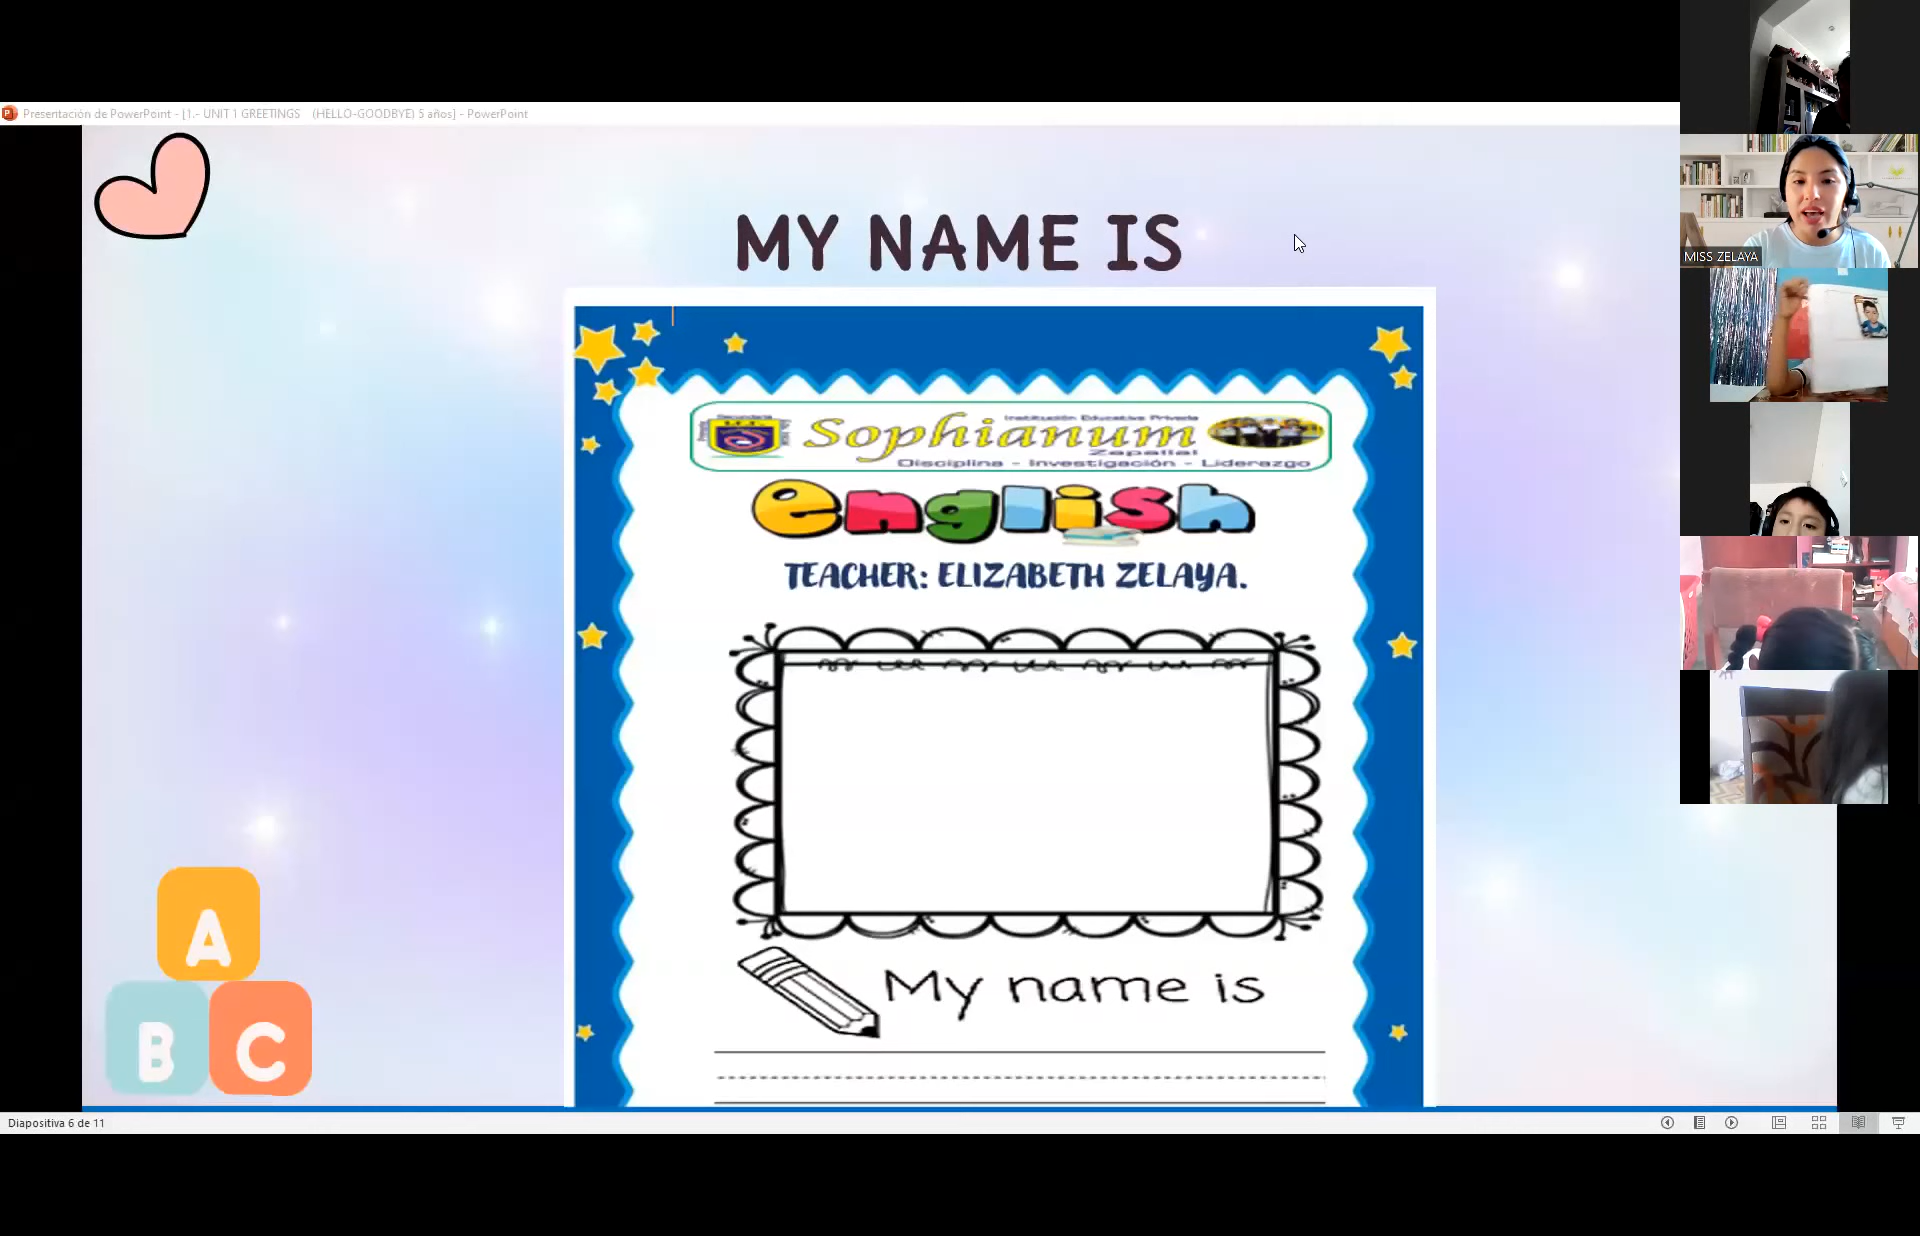 Presentación de PowerPoint - [1.- UNIT 1 GREETINGS (HELLO-GOODBYE) 5 años] - PowerPoint
MY NAME IS
MISS ZELAYA
Institución Educativa Privada
Sophianum
Zapallal
Disciplina - Investigación - Liderazgo
english
TEACHER: ELIZABETH ZELAYA.
My name is
A
B C
Diapositiva 6 de 11